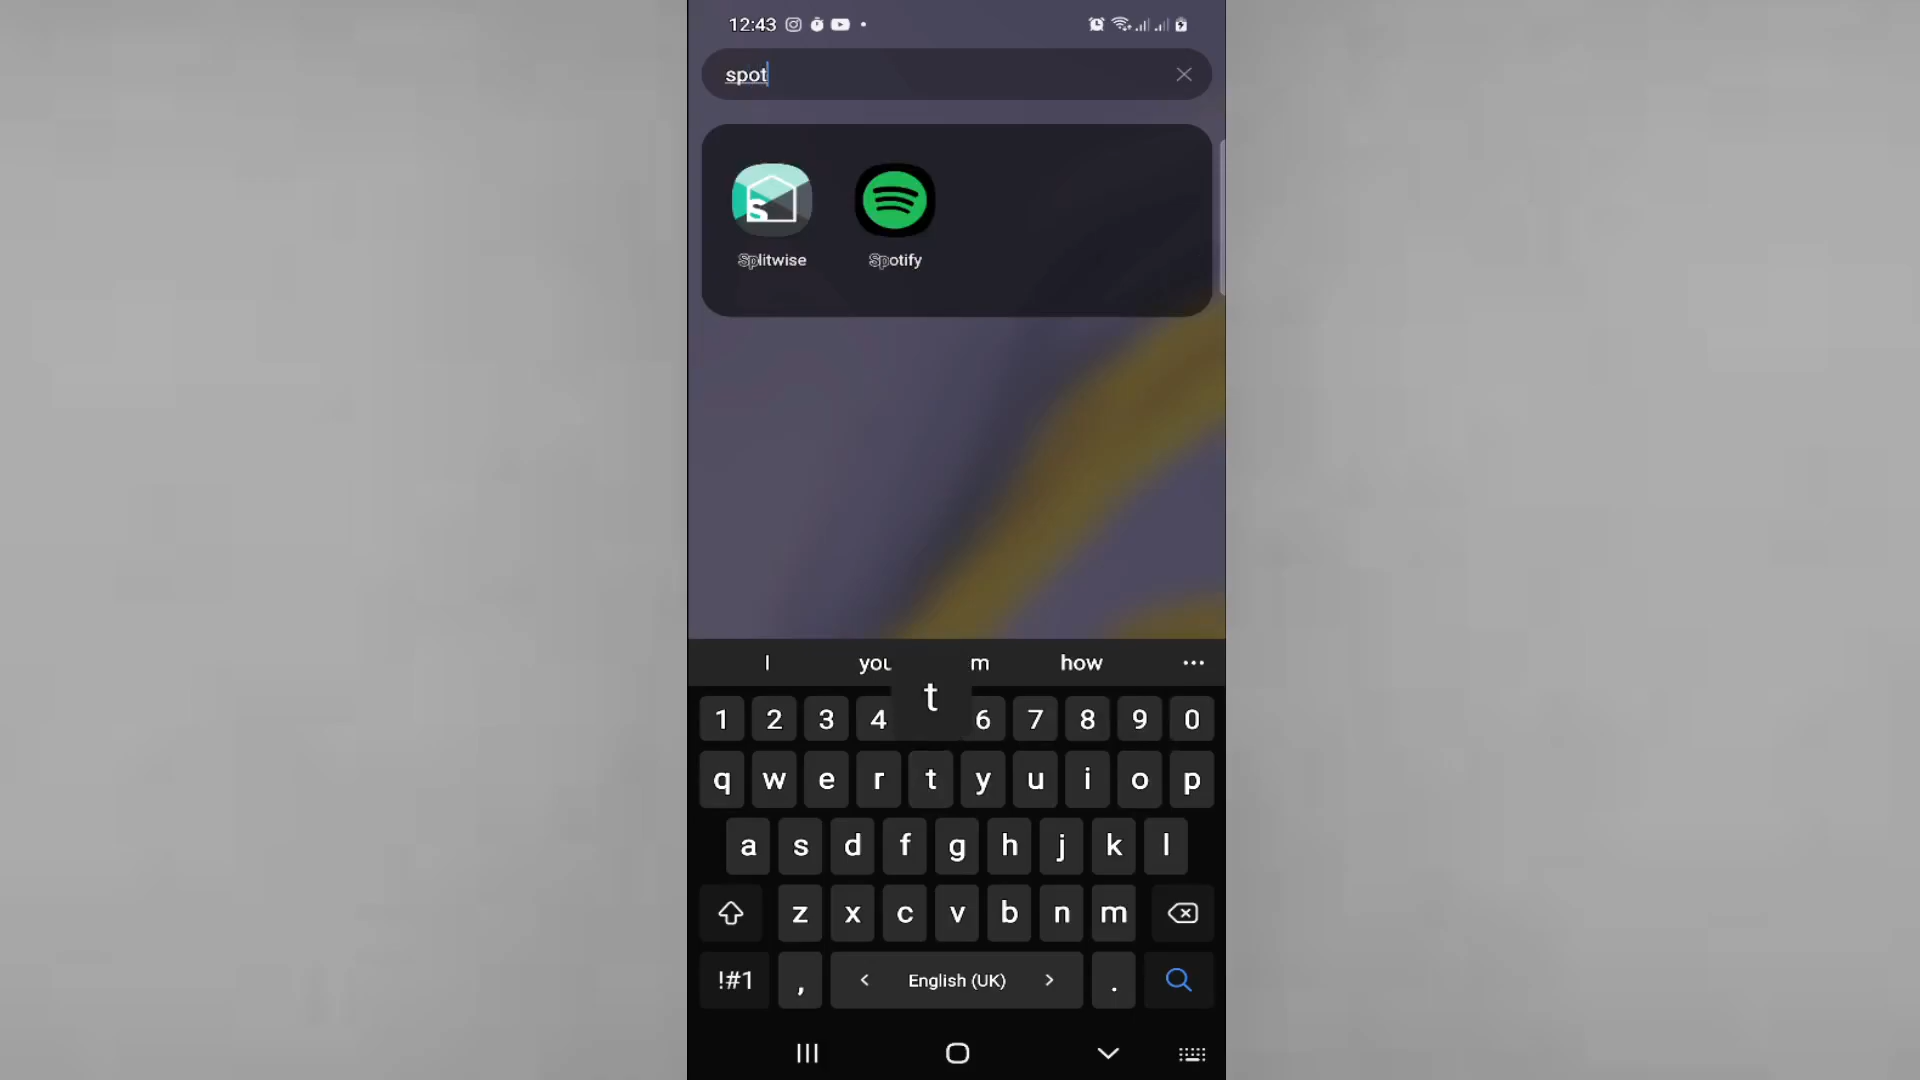 12:43
spot
Splitwise Spotify
I you m how
t
1 2 3 4 6 7 8 9 0
q w e r t y u i o p
a s d f g h j k l
z x c v b n m
!#1 , < English (UK) > .